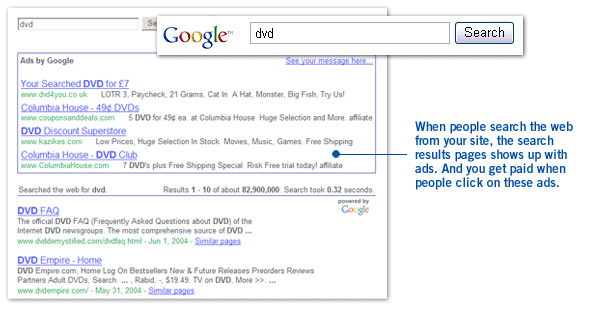 dvd
Google™ dvd Search
Ads by Google See your message here...
Your Searched DVD for £7
www.dvd4you.co.uk LOTR 3, Paycheck, 21 Grams, Cat In A Hat, Monster, Big Fish, Try Us!
Columbia House - 49¢ DVDs
www.couponsanddeals.com 5 DVD for 49¢ ea. at Columbia House Huge Selection and More. affiliate
DVD Discount Superstore
www.kazikes.com Low Prices, Huge Selection In Stock Movies, Music, Games. Free Shipping
Columbia House - DVD Club
www.ColumbiaHouse.com 7 DVD's plus Free Shipping Special Risk Free trial today! affiliate
When people search the web
from your site, the search
results pages shows up with
ads. And you get paid when
people click on these ads.
Searched the web for dvd. Results 1 - 10 of about 82,900,000. Search took 0.32 seconds.
powered by
Google
DVD FAQ
The official DVD FAQ (Frequently Asked Questions about DVD) of the
Internet DVD newsgroups. The most comprehensive source of DVD ...
www.dvddemystified.com/dvdfaq.html - Jun 1, 2004 - Similar pages
DVD Empire - Home
DVD Empire.com, Home Log On Bestsellers New & Future Releases Preorders Reviews
Partners Adult DVDs, Search. ... , Rabid, -, $19.49. TV on DVD, More >>. ...
www.dvdempire.com/ - May 31, 2004 - Similar pages